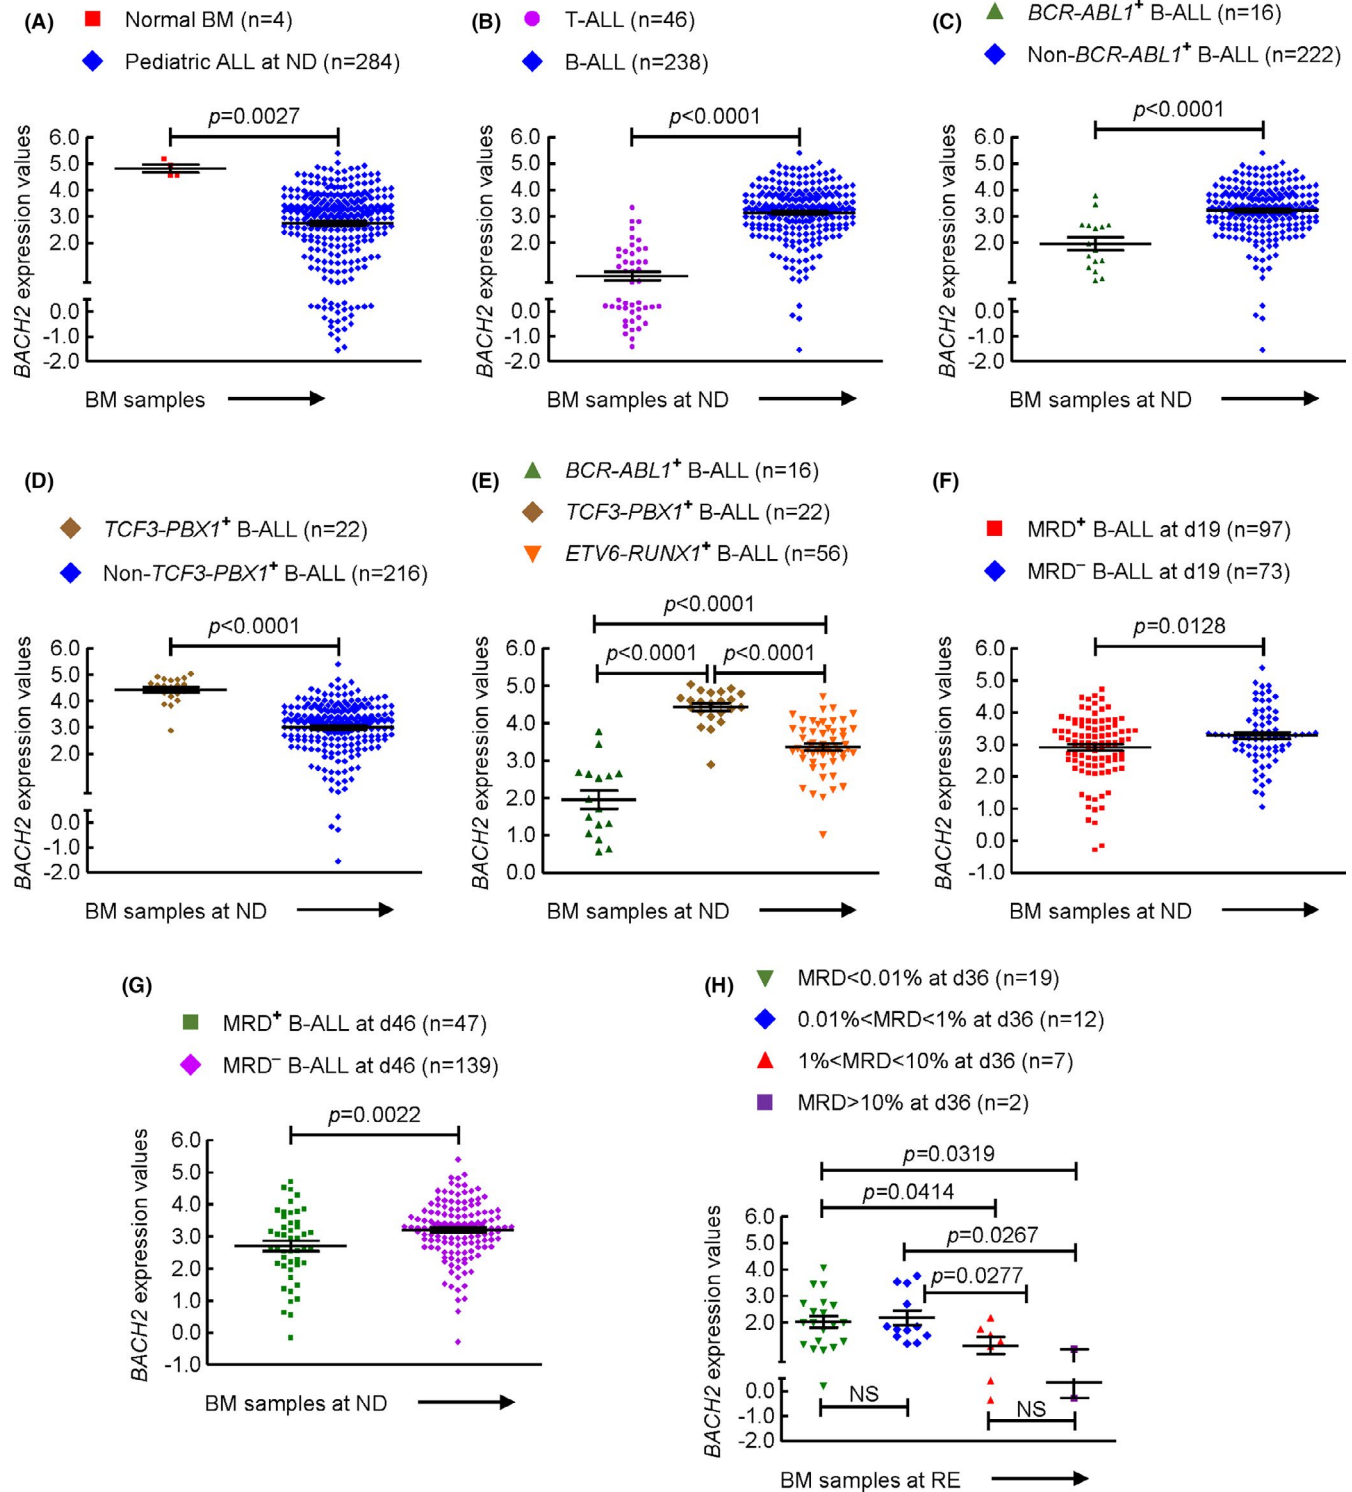 (A)
Normal BM (n=4)
Pediatric ALL at ND (n=284)
p=0.0027
BACH2 expression values
6.0
5.0
4.0
3.0
2.0
0.0
-1.0
-2.0
BM samples
(B)
T-ALL (n=46)
B-ALL (n=238)
p<0.0001
BACH2 expression values
6.0
5.0
4.0
3.0
2.0
0.0
-1.0
-2.0
BM samples at ND
(C)
BCR-ABL1+ B-ALL (n=16)
Non-BCR-ABL1+ B-ALL (n=222)
p<0.0001
BACH2 expression values
6.0
5.0
4.0
3.0
2.0
0.0
-1.0
-2.0
BM samples at ND
(D)
TCF3-PBX1+ B-ALL (n=22)
Non-TCF3-PBX1+ B-ALL (n=216)
p<0.0001
BACH2 expression values
6.0
5.0
4.0
3.0
2.0
0.0
-1.0
-2.0
BM samples at ND
(E)
BCR-ABL1+ B-ALL (n=16)
TCF3-PBX1+ B-ALL (n=22)
ETV6-RUNX1+ B-ALL (n=56)
p<0.0001
p<0.0001 p<0.0001
BACH2 expression values
6.0
5.0
4.0
3.0
2.0
1.0
0.0
BM samples at ND
(F)
MRD+ B-ALL at d19 (n=97)
MRD− B-ALL at d19 (n=73)
p=0.0128
BACH2 expression values
6.0
5.0
4.0
3.0
2.0
1.0
0.0
-1.0
BM samples at ND
(G)
MRD+ B-ALL at d46 (n=47)
MRD− B-ALL at d46 (n=139)
p=0.0022
BACH2 expression values
6.0
5.0
4.0
3.0
2.0
1.0
0.0
-1.0
BM samples at ND
(H)
MRD<0.01% at d36 (n=19)
0.01%<MRD<1% at d36 (n=12)
1%<MRD<10% at d36 (n=7)
MRD>10% at d36 (n=2)
p=0.0319
p=0.0414
p=0.0267
p=0.0277
BACH2 expression values
6.0
5.0
4.0
3.0
2.0
0.0
-1.0
-2.0
NS
NS
BM samples at RE